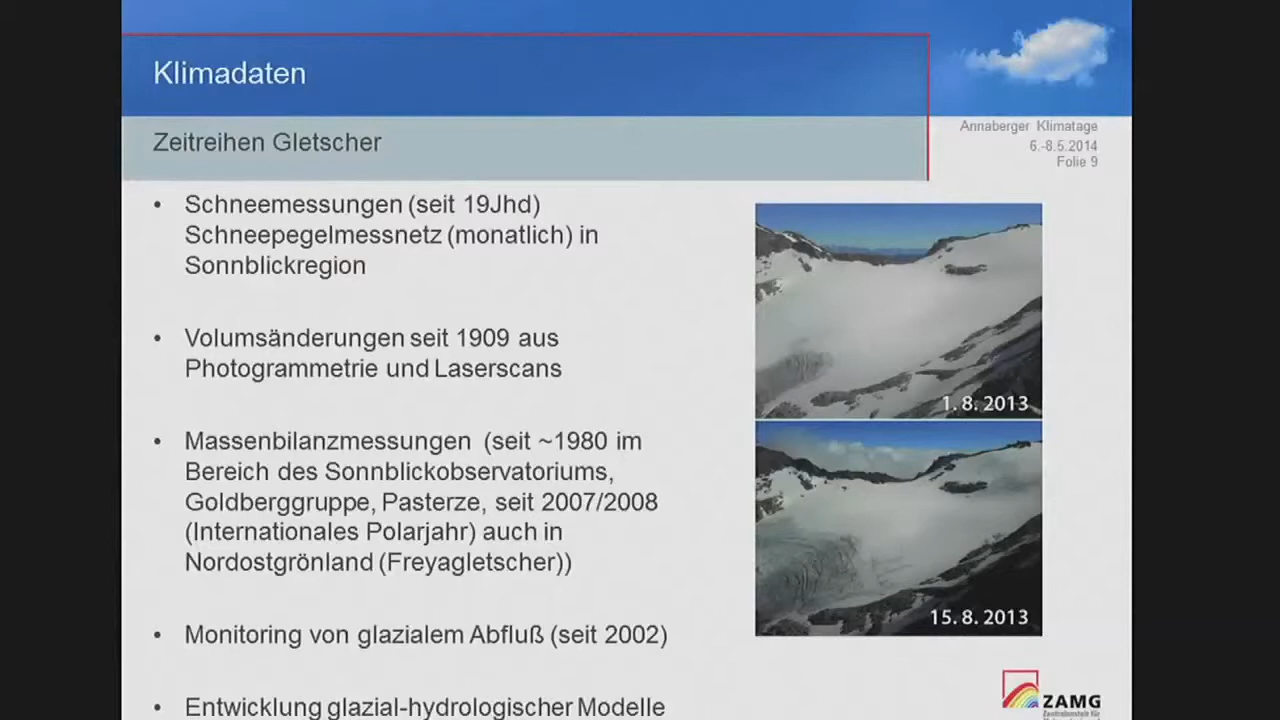 Klimadaten
Zeitreihen Gletscher
Annaberger Klimatage
6.-8.5.2014
Folie 9
• Schneemessungen (seit 19Jhd)
Schneepegelmessnetz (monatlich) in
Sonnblickregion
• Volumsänderungen seit 1909 aus
Photogrammetrie und Laserscans
• Massenbilanzmessungen (seit ~1980 im
Bereich des Sonnblickobservatoriums,
Goldberggruppe, Pasterze, seit 2007/2008
(Internationales Polarjahr) auch in
Nordostgrönland (Freyagletscher))
• Monitoring von glazialem Abfluß (seit 2002)
• Entwicklung glazial-hydrologischer Modelle
1. 8. 2013
15. 8. 2013
ZAMG
Zentralanstalt für